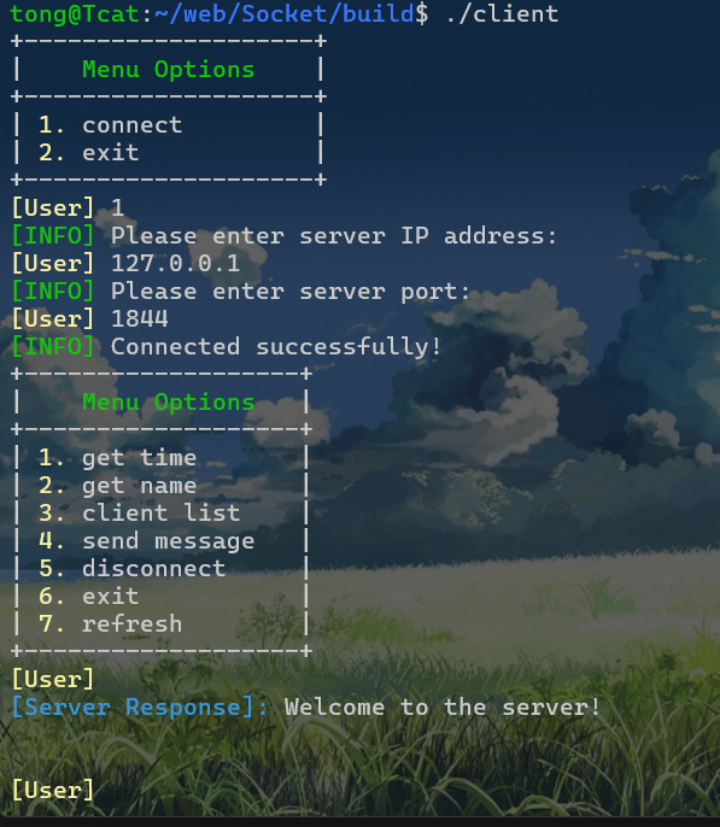 tong@Tcat:~/web/Socket/build$ ./client
+--------------------+
|    Menu Options    |
+--------------------+
| 1. connect         |
| 2. exit            |
+--------------------+
[User] 1
[INFO] Please enter server IP address:
[User] 127.0.0.1
[INFO] Please enter server port:
[User] 1844
[INFO] Connected successfully!
+-------------------+
|    Menu Options   |
+-------------------+
| 1. get time       |
| 2. get name       |
| 3. client list    |
| 4. send message   |
| 5. disconnect     |
| 6. exit           |
| 7. refresh        |
+-------------------+
[User]
[Server Response]: Welcome to the server!
[User]